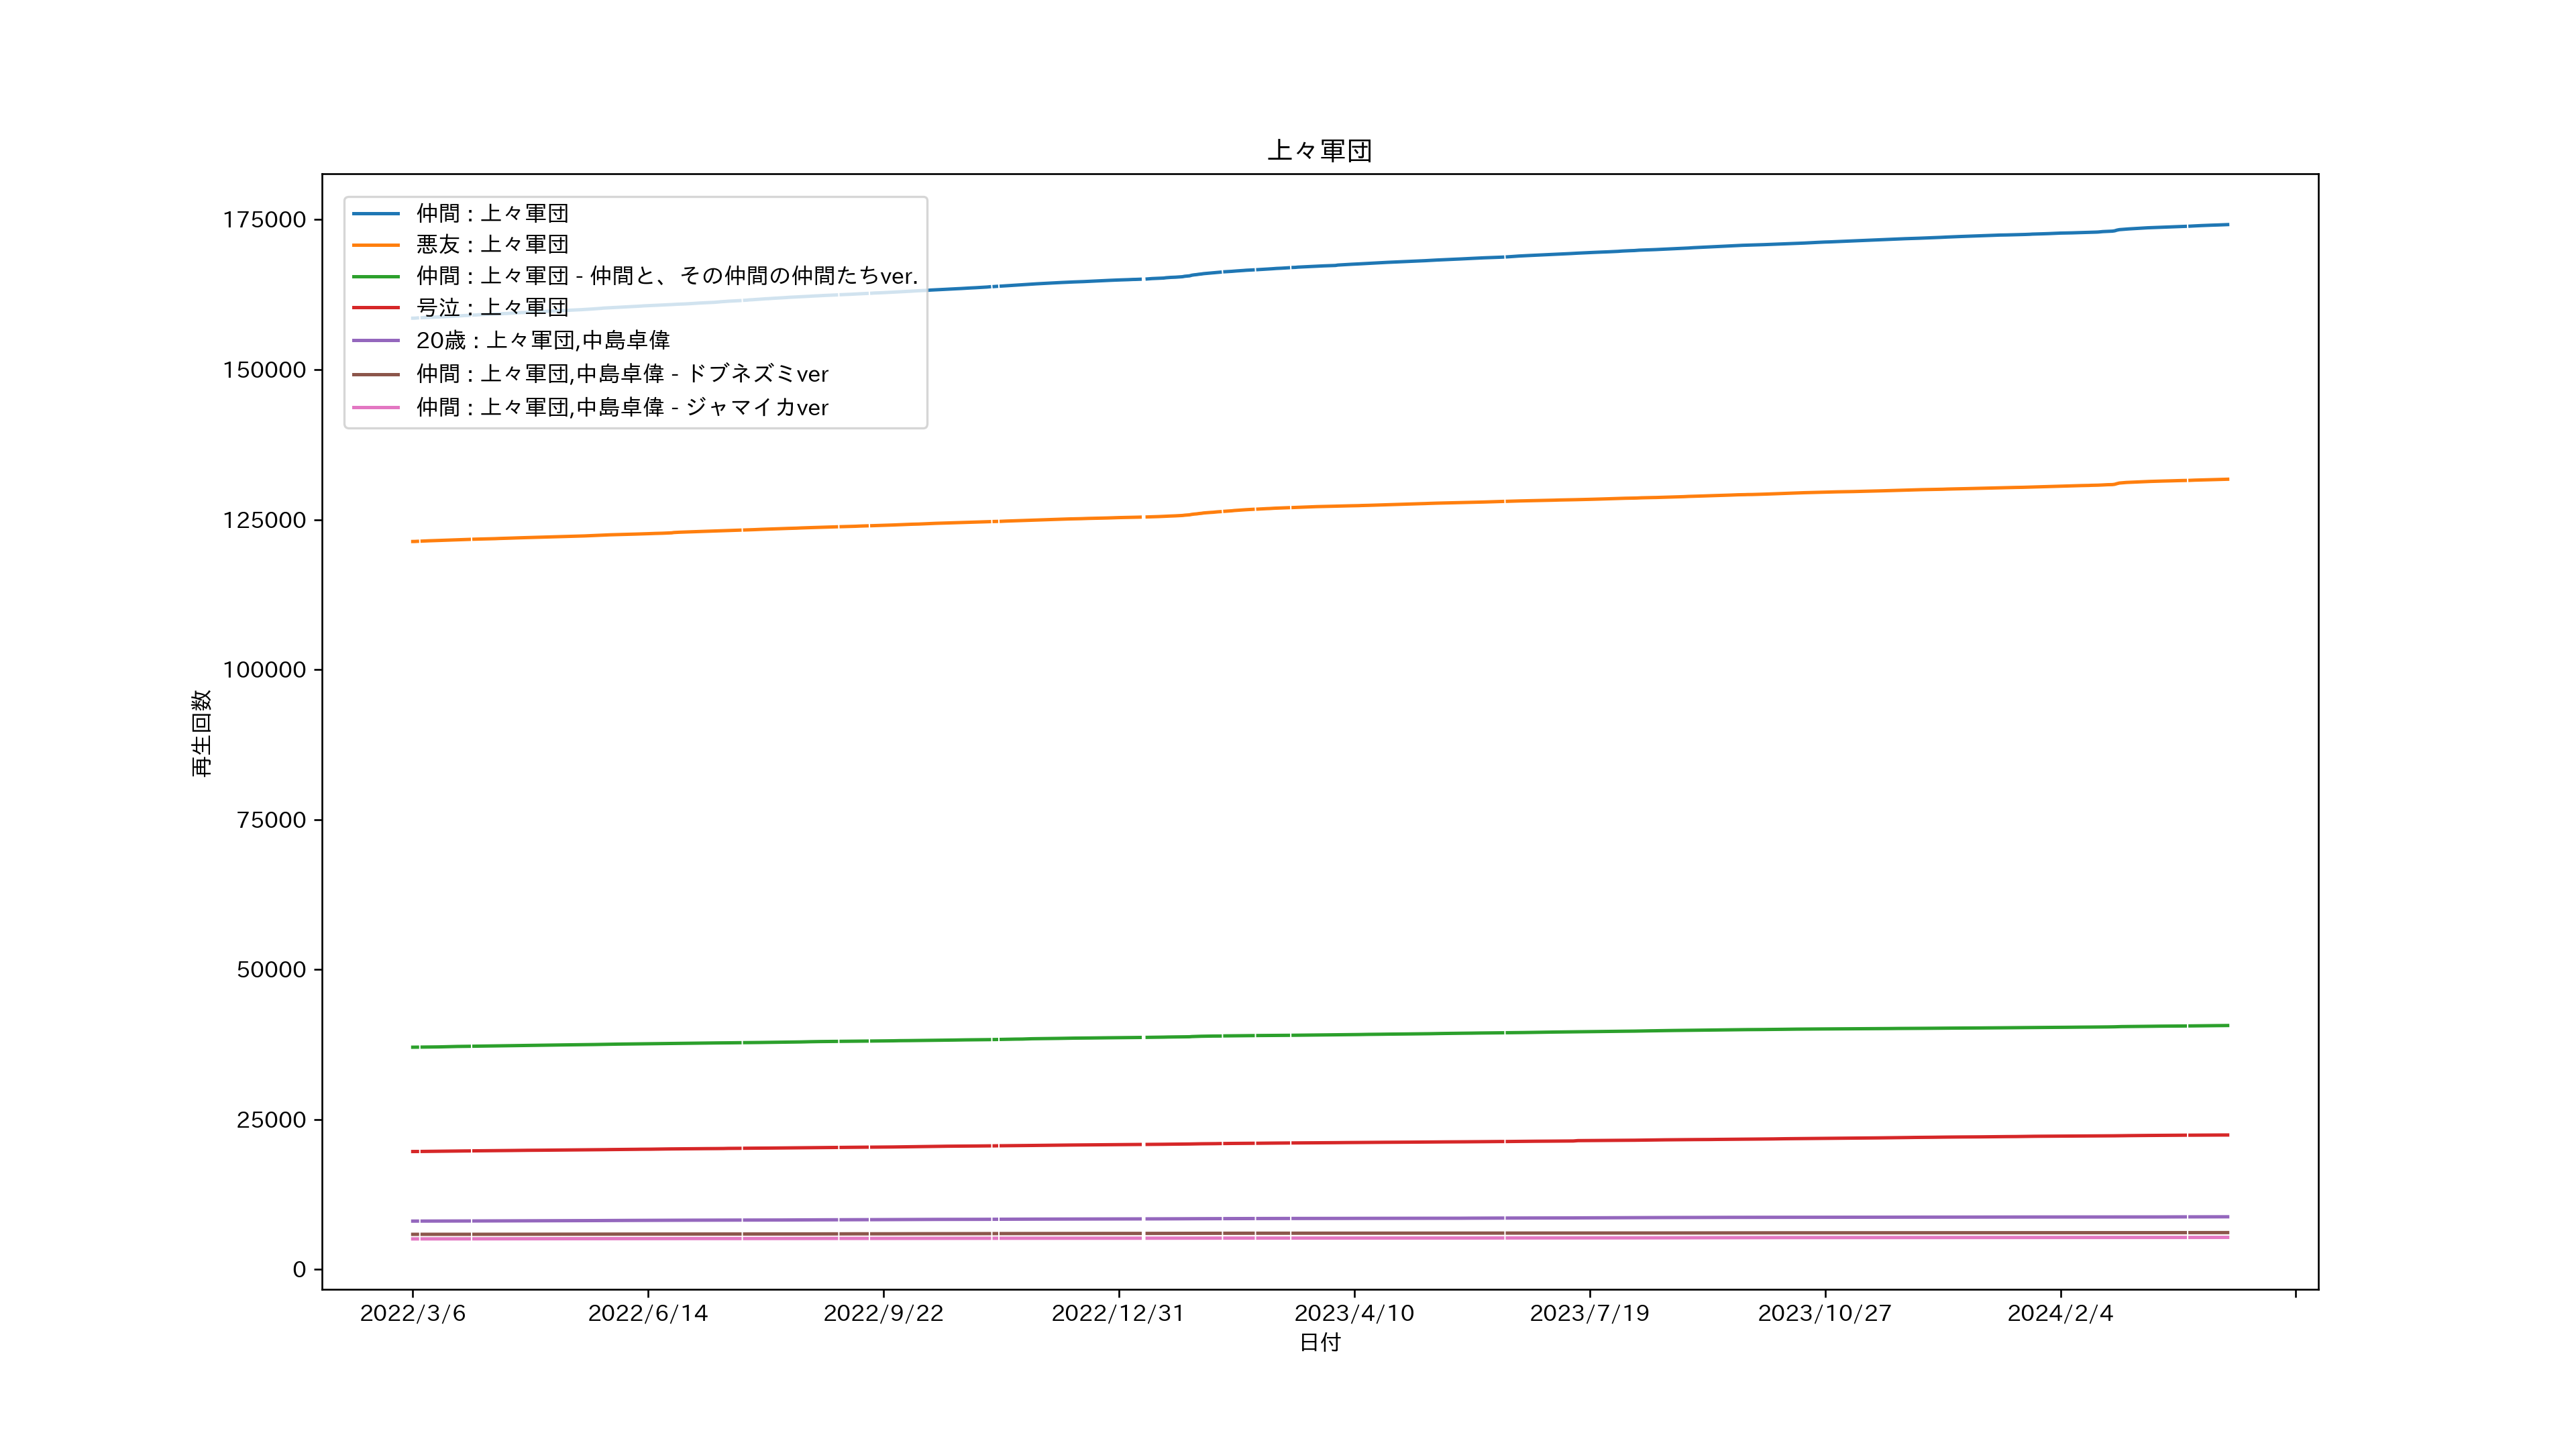 上々軍団
仲間 : 上々軍団
悪友 : 上々軍団
仲間 : 上々軍団 - 仲間と、その仲間の仲間たちver.
号泣 : 上々軍団
20歳 : 上々軍団,中島卓偉
仲間 : 上々軍団,中島卓偉 - ドブネズミver
仲間 : 上々軍団,中島卓偉 - ジャマイカver
175000
150000
125000
100000
75000
50000
25000
0
再生回数
2022/3/6 2022/6/14 2022/9/22 2022/12/31 2023/4/10 2023/7/19 2023/10/27 2024/2/4
日付